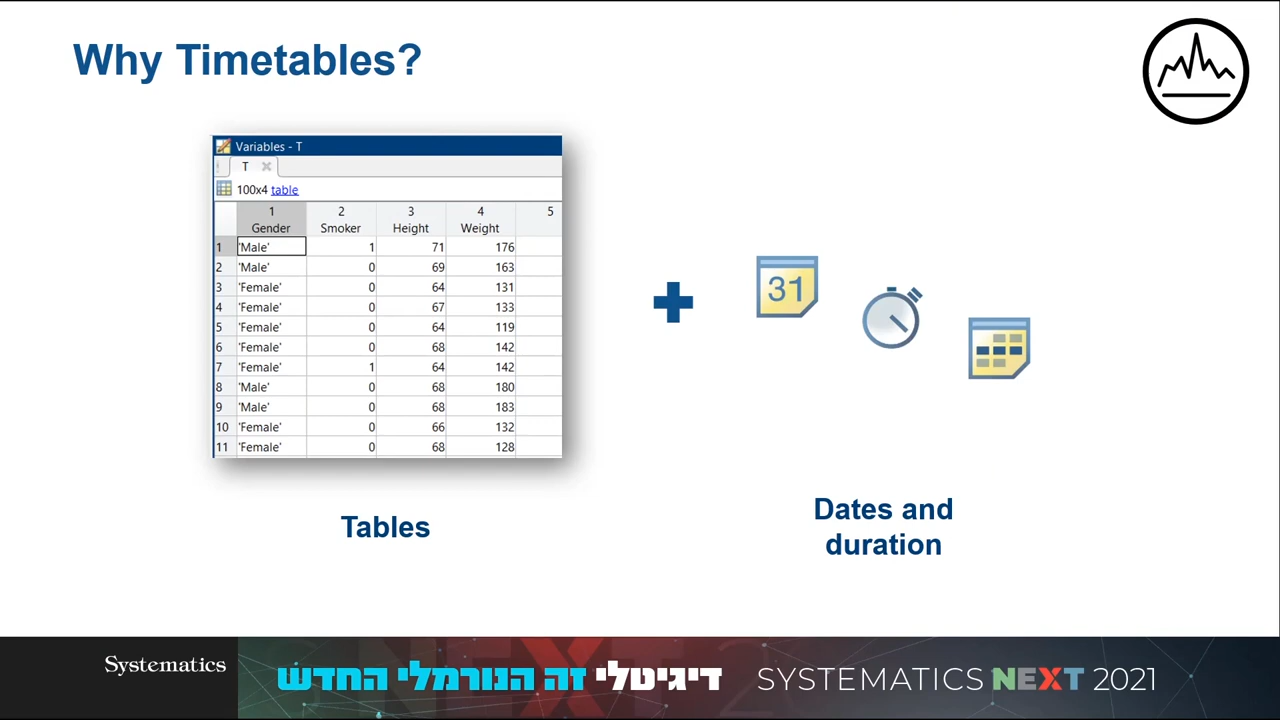 Why Timetables?
Variables - T
T
100x4 table
1 2 3 4 5
Gender Smoker Height Weight
1 'Male' 1 71 176
2 'Male' 0 69 163
3 'Female' 0 64 131
4 'Female' 0 67 133
5 'Female' 0 64 119
6 'Female' 0 68 142
7 'Female' 1 64 142
8 'Male' 0 68 180
9 'Male' 0 68 183
10 'Female' 0 66 132
11 'Female' 0 68 128
31
Tables
Dates and
duration
Systematics
דיגיטלי זה הנורמלי החדש
SYSTEMATICS NEXT 2021